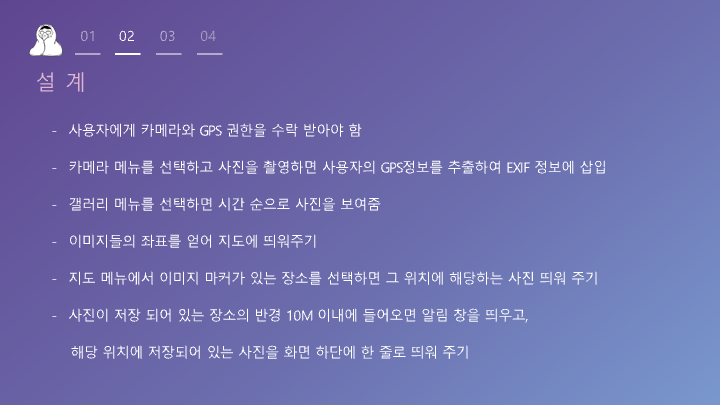 01 02 03 04
설 계
- 사용자에게 카메라와 GPS 권한을 수락 받아야 함
- 카메라 메뉴를 선택하고 사진을 촬영하면 사용자의 GPS정보를 추출하여 EXIF 정보에 삽입
- 갤러리 메뉴를 선택하면 시간 순으로 사진을 보여줌
- 이미지들의 좌표를 얻어 지도에 띄워주기
- 지도 메뉴에서 이미지 마커가 있는 장소를 선택하면 그 위치에 해당하는 사진 띄워 주기
- 사진이 저장 되어 있는 장소의 반경 10M 이내에 들어오면 알림 창을 띄우고,
해당 위치에 저장되어 있는 사진을 화면 하단에 한 줄로 띄워 주기